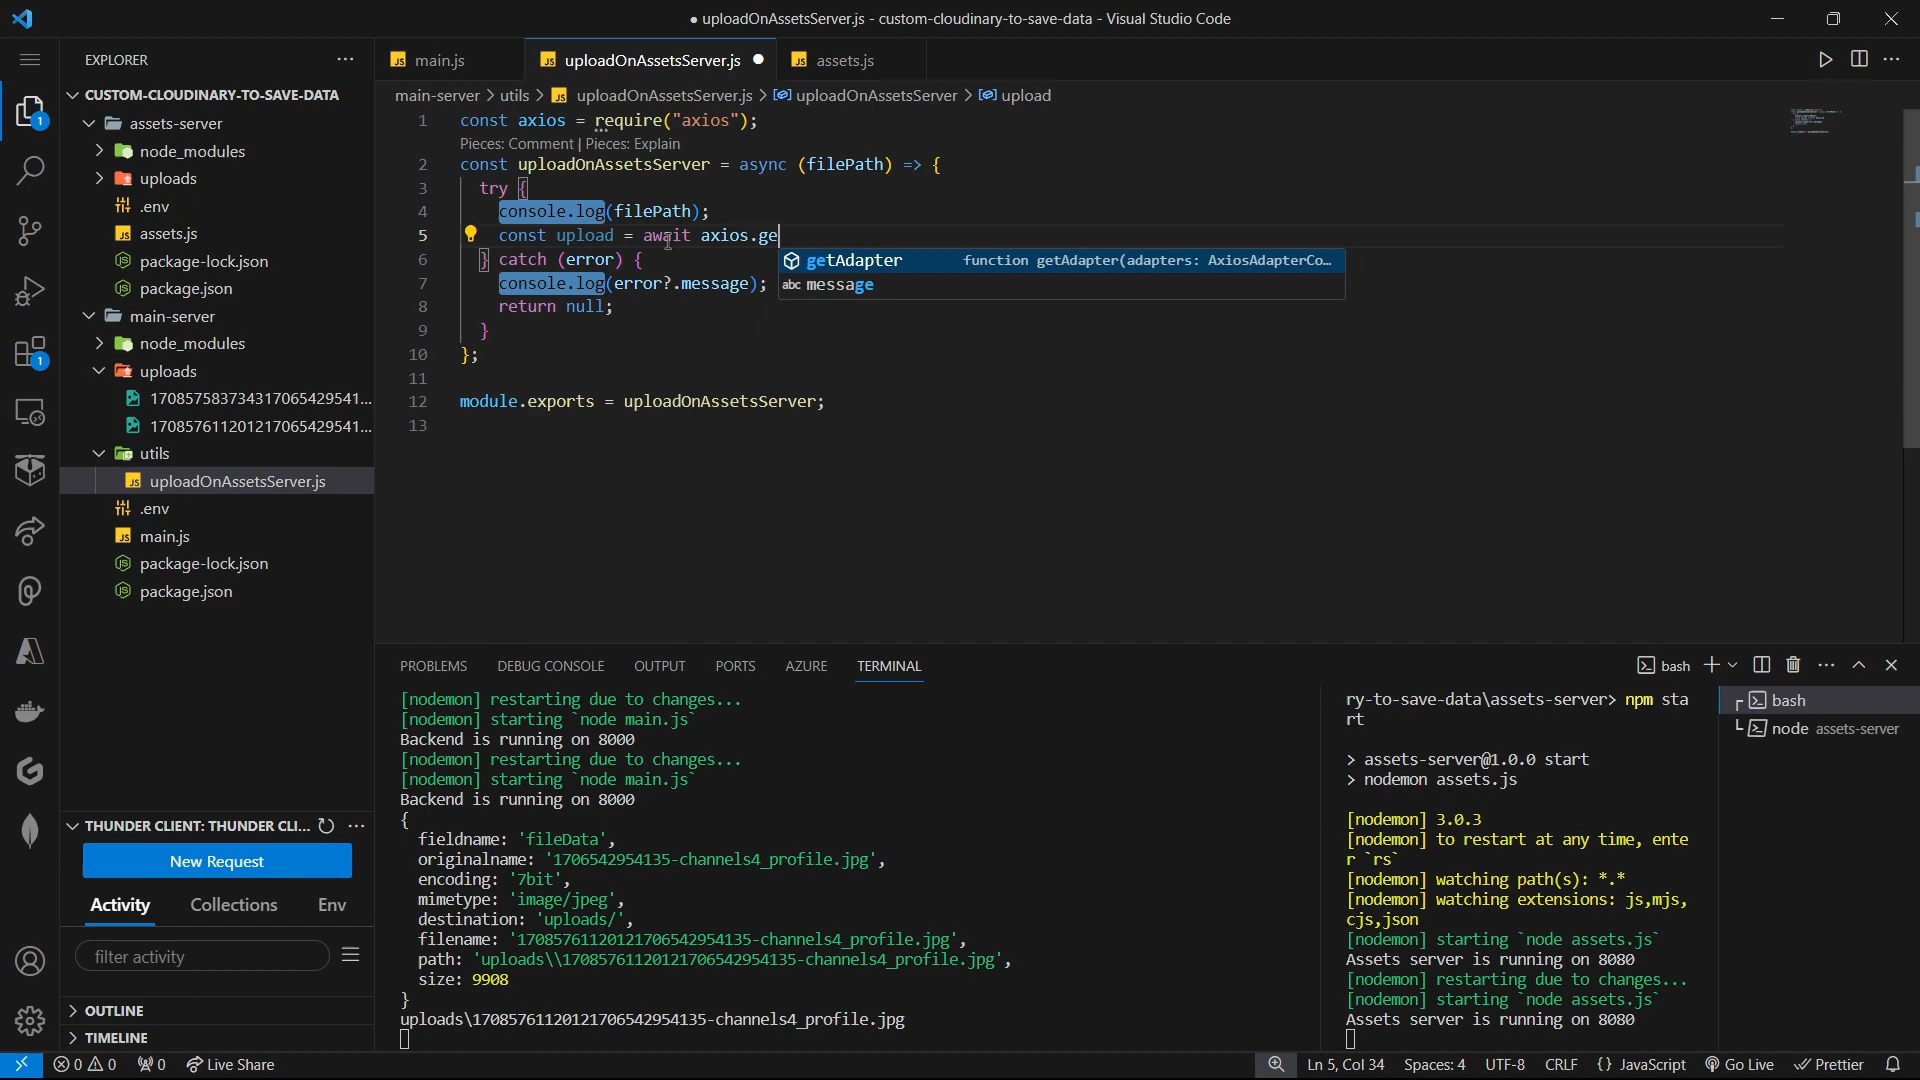 ● uploadOnAssetsServer.js - custom-cloudinary-to-save-data - Visual Studio Code
EXPLORER
main.js
uploadOnAssetsServer.js
assets.js
CUSTOM-CLOUDINARY-TO-SAVE-DATA
assets-server
node_modules
uploads
.env
assets.js
package-lock.json
package.json
main-server
node_modules
uploads
170857583734317065429541...
170857611201217065429541...
utils
uploadOnAssetsServer.js
.env
main.js
package-lock.json
package.json
main-server > utils > JS uploadOnAssetsServer.js > uploadOnAssetsServer > upload
1 const axios = require("axios");
Pieces: Comment | Pieces: Explain
2 const uploadOnAssetsServer = async (filePath) => {
3 try {
4 console.log(filePath);
5 const upload = await axios.ge
6 } catch (error) {
7 console.log(error?.message);
8 return null;
9 }
10 };
11
12 module.exports = uploadOnAssetsServer;
13
getAdapter function getAdapter(adapters: AxiosAdapterCo...
abc message
THUNDER CLIENT: THUNDER CLI...
New Request
Activity Collections Env
filter activity
OUTLINE
TIMELINE
PROBLEMS DEBUG CONSOLE OUTPUT PORTS AZURE TERMINAL
bash
[nodemon] restarting due to changes...
[nodemon] starting `node main.js`
Backend is running on 8000
[nodemon] restarting due to changes...
[nodemon] starting `node main.js`
Backend is running on 8000
{
fieldname: 'fileData',
originalname: '1706542954135-channels4_profile.jpg',
encoding: '7bit',
mimetype: 'image/jpeg',
destination: 'uploads/',
filename: '17085761120121706542954135-channels4_profile.jpg',
path: 'uploads\\17085761120121706542954135-channels4_profile.jpg',
size: 9908
}
uploads\17085761120121706542954135-channels4_profile.jpg
ry-to-save-data\assets-server> npm sta
rt
> assets-server@1.0.0 start
> nodemon assets.js
[nodemon] 3.0.3
[nodemon] to restart at any time, ente
r `rs`
[nodemon] watching path(s): *.*
[nodemon] watching extensions: js,mjs,
cjs,json
[nodemon] starting `node assets.js`
Assets server is running on 8080
[nodemon] restarting due to changes...
[nodemon] starting `node assets.js`
Assets server is running on 8080
bash
node assets-server
0 0 0 Live Share
Ln 5, Col 34 Spaces: 4 UTF-8 CRLF {} JavaScript Go Live Prettier